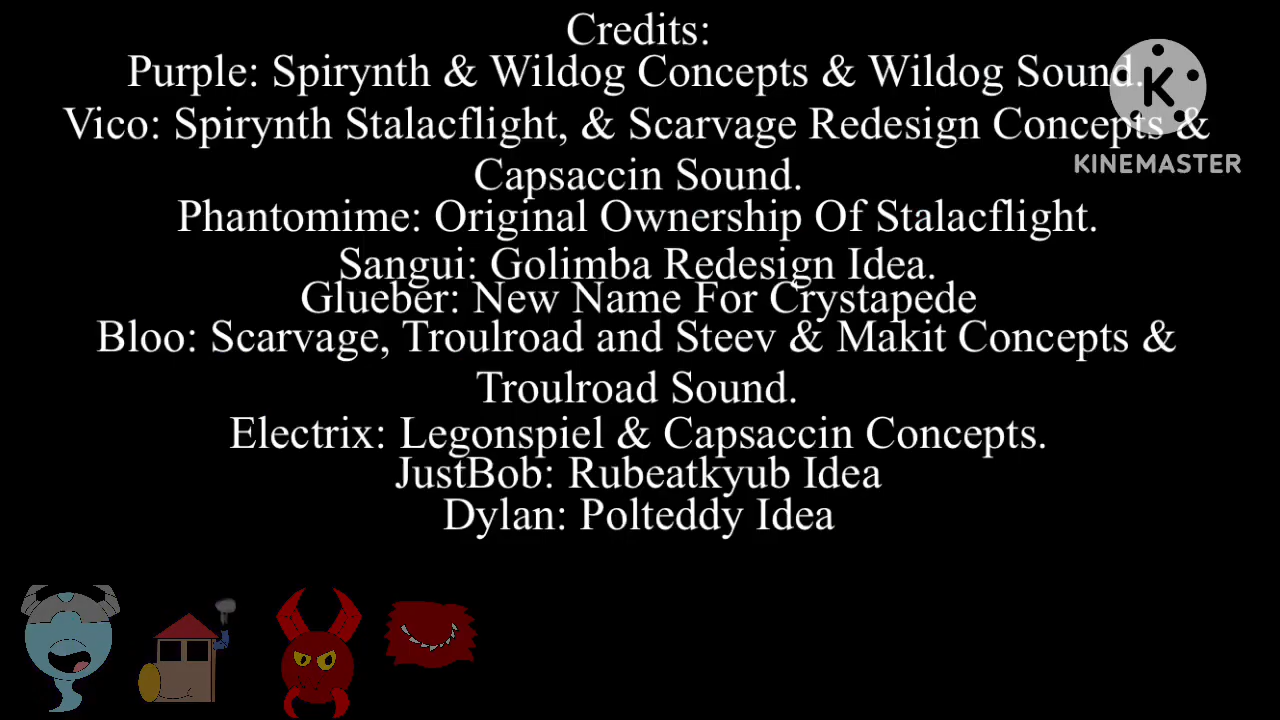 Credits:
Purple: Spirynth & Wildog Concepts & Wildog Sound.
Vico: Spirynth Stalacflight, & Scarvage Redesign Concepts &
Capsaccin Sound.
Phantomime: Original Ownership Of Stalacflight.
Sangui: Golimba Redesign Idea.
Glueber: New Name For Crystapede
Bloo: Scarvage, Troulroad and Steev & Makit Concepts &
Troulroad Sound.
Electrix: Legonspiel & Capsaccin Concepts.
JustBob: Rubeatkyub Idea
Dylan: Polteddy Idea
K
KINEMASTER